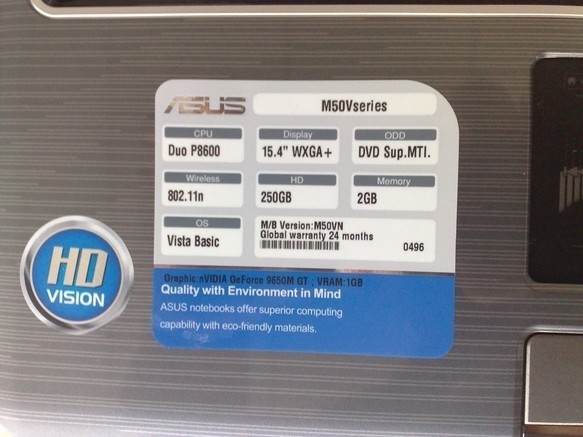 ASUS
M50Vseries
CPU
Display
ODD
Duo P8600
15.4" WXGA+
DVD Sup.MTI.
Wireless
HD
Memory
802.11n
250GB
2GB
OS
M/B Version:M50VN
Vista Basic
Global warranty 24 months
0496
HD
VISION
Graphic:nVIDIA GeForce 9650M GT ; VRAM:1GB
Quality with Environment in Mind
ASUS notebooks offer superior computing
capability with eco-friendly materials.